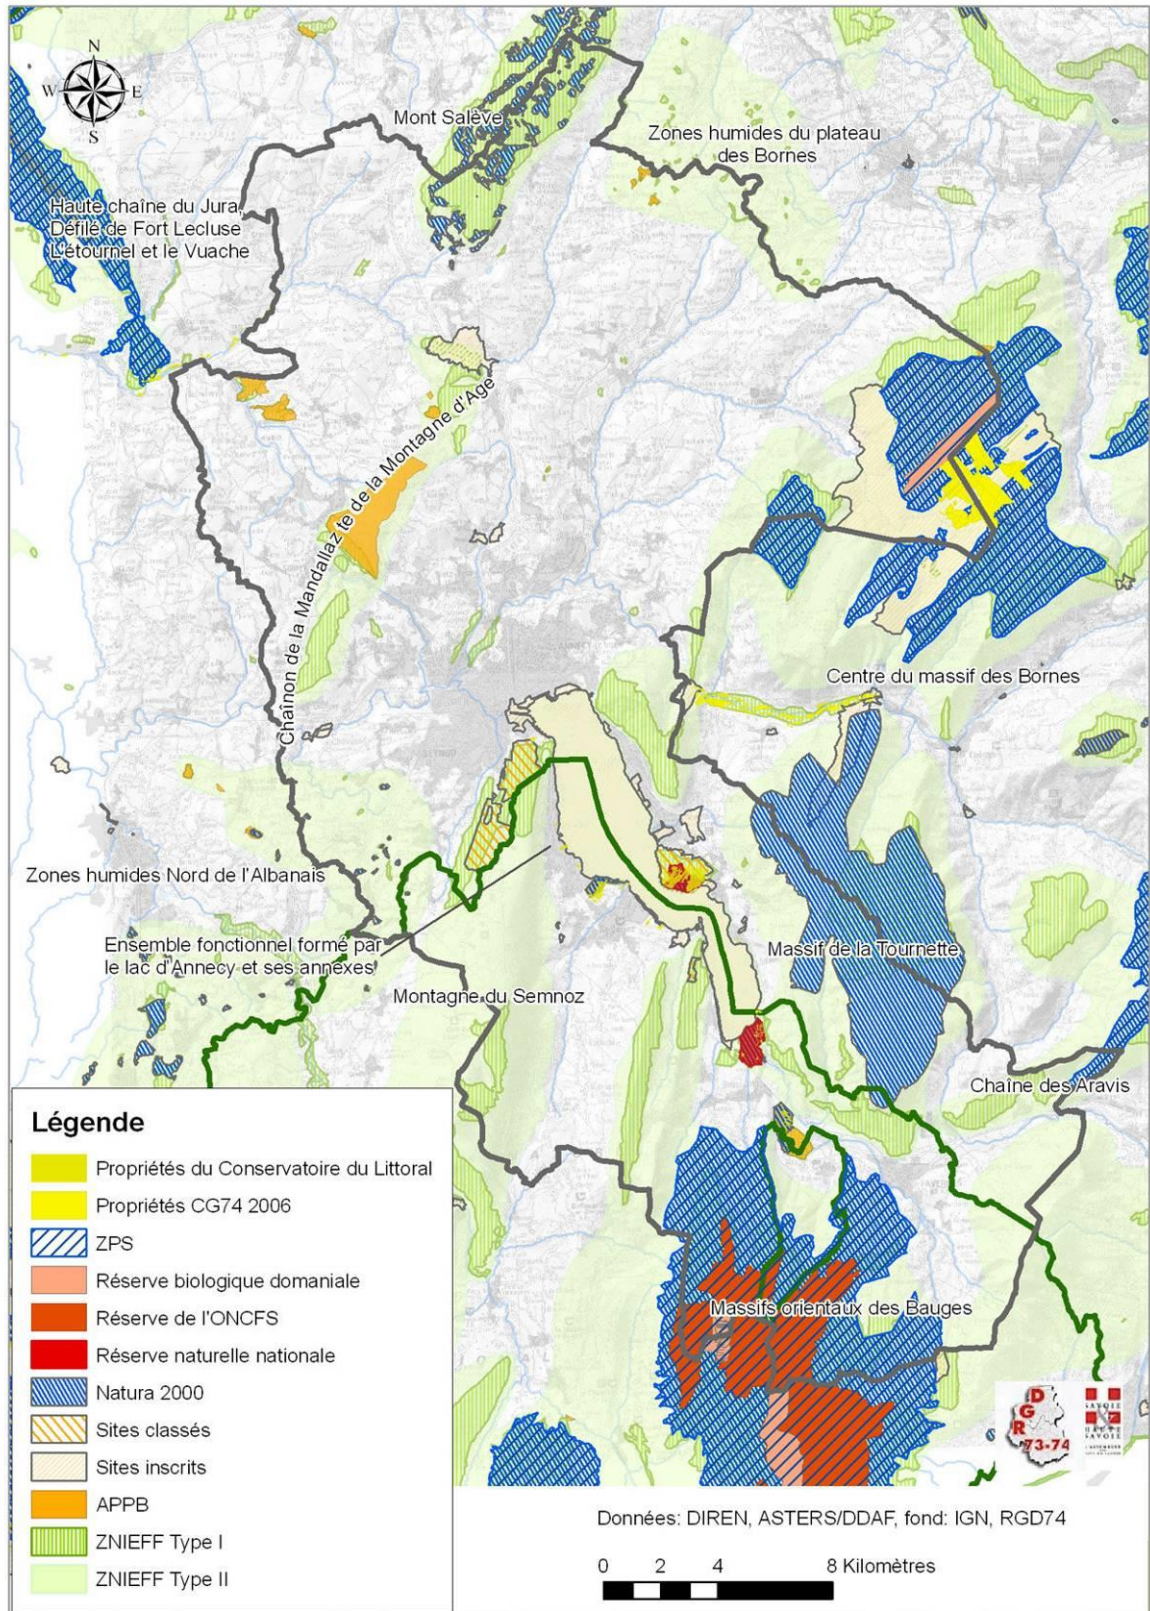 N
W E
S
Mont Salève
Zones humides du plateau
des Bornes
Haute chaîne du Jura,
Défilé de Fort Lecluse
L'étournel et le Vuache
Chaînon de la Mandallaz te de la Montagne d'Age
Centre du massif des Bornes
Zones humides Nord de l'Albanais
Ensemble fonctionnel formé par
le lac d'Annecy et ses annexes
Massif de la Tournette
Montagne du Semnoz
Chaîne des Aravis
Massifs orientaux des Bauges
Légende
Propriétés du Conservatoire du Littoral
Propriétés CG74 2006
ZPS
Réserve biologique domaniale
Réserve de l'ONCFS
Réserve naturelle nationale
Natura 2000
Sites classés
Sites inscrits
APPB
ZNIEFF Type I
ZNIEFF Type II
D
G
R
73-74
SAVOIE
&
HAUTE
SAVOIE
Données: DIREN, ASTERS/DDAF, fond: IGN, RGD74
0 2 4 8 Kilomètres